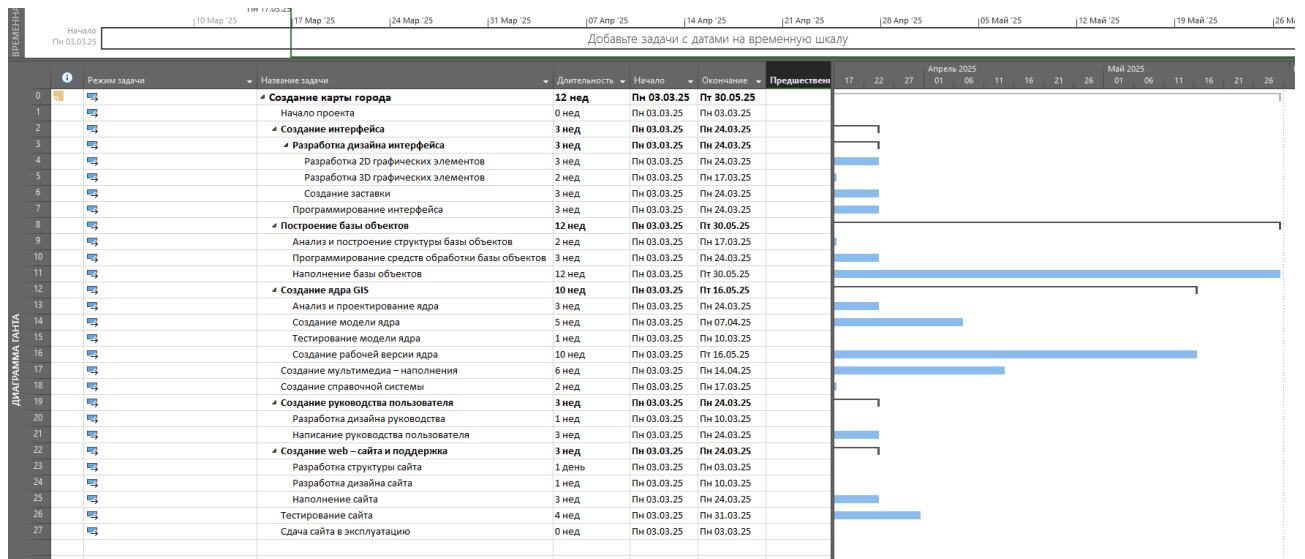 Пн 17.03.25
10 Мар '25 17 Мар '25 24 Мар '25 31 Мар '25 07 Апр '25 14 Апр '25 21 Апр '25 28 Апр '25 05 Май '25 12 Май '25 19 Май '25
Начало
Пн 03.03.25
Добавьте задачи с датами на временную шкалу
Режим задачи Название задачи Длительность Начало Окончание Апрель 2025 Май 2025
17 22 27 01 06 11 16 21 26 01 06 11 16 21 26
0 Создание карты города 12 нед Пн 03.03.25 Пт 30.05.25
1 Начало проекта 0 нед Пн 03.03.25 Пн 03.03.25
2 Создание интерфейса 3 нед Пн 03.03.25 Пн 24.03.25
3 Разработка дизайна интерфейса 3 нед Пн 03.03.25 Пн 24.03.25
4 Разработка 2D графических элементов 3 нед Пн 03.03.25 Пн 24.03.25
5 Разработка 3D графических элементов 2 нед Пн 03.03.25 Пн 17.03.25
6 Создание заставки 3 нед Пн 03.03.25 Пн 24.03.25
7 Программирование интерфейса 3 нед Пн 03.03.25 Пн 24.03.25
8 Построение базы объектов 12 нед Пн 03.03.25 Пт 30.05.25
9 Анализ и построение структуры базы объектов 2 нед Пн 03.03.25 Пн 17.03.25
10 Программирование средств обработки базы объектов 3 нед Пн 03.03.25 Пн 24.03.25
11 Наполнение базы объектов 12 нед Пн 03.03.25 Пт 30.05.25
12 Создание ядра GIS 10 нед Пн 03.03.25 Пт 16.05.25
13 Анализ и проектирование ядра 3 нед Пн 03.03.25 Пн 24.03.25
14 Создание модели ядра 5 нед Пн 03.03.25 Пн 07.04.25
15 Тестирование модели ядра 1 нед Пн 03.03.25 Пн 10.03.25
16 Создание рабочей версии ядра 10 нед Пн 03.03.25 Пт 16.05.25
17 Создание мультимедиа – наполнения 6 нед Пн 03.03.25 Пн 14.04.25
18 Создание справочной системы 2 нед Пн 03.03.25 Пн 17.03.25
19 Создание руководства пользователя 3 нед Пн 03.03.25 Пн 24.03.25
20 Разработка дизайна руководства 1 нед Пн 03.03.25 Пн 10.03.25
21 Написание руководства пользователя 3 нед Пн 03.03.25 Пн 24.03.25
22 Создание web – сайта и поддержка 3 нед Пн 03.03.25 Пн 24.03.25
23 Разработка структуры сайта 1 день Пн 03.03.25 Пн 03.03.25
24 Разработка дизайна сайта 1 нед Пн 03.03.25 Пн 10.03.25
25 Наполнение сайта 3 нед Пн 03.03.25 Пн 24.03.25
26 Тестирование сайта 4 нед Пн 03.03.25 Пн 31.03.25
27 Сдача сайта в эксплуатацию 0 нед Пн 03.03.25 Пн 03.03.25
ДИАГРАММА ГАНТА